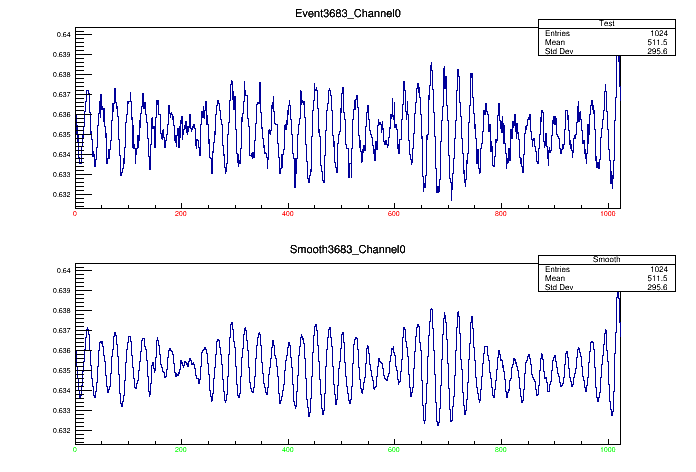 Event3683_Channel0
Test
Entries 1024
Mean 511.5
Std Dev 295.6
0.64
0.639
0.638
0.637
0.636
0.635
0.634
0.633
0.632
0 200 400 600 800 1000
Smooth3683_Channel0
Smooth
Entries 1024
Mean 511.5
Std Dev 295.6
0.64
0.639
0.638
0.637
0.636
0.635
0.634
0.633
0.632
0 200 400 600 800 1000